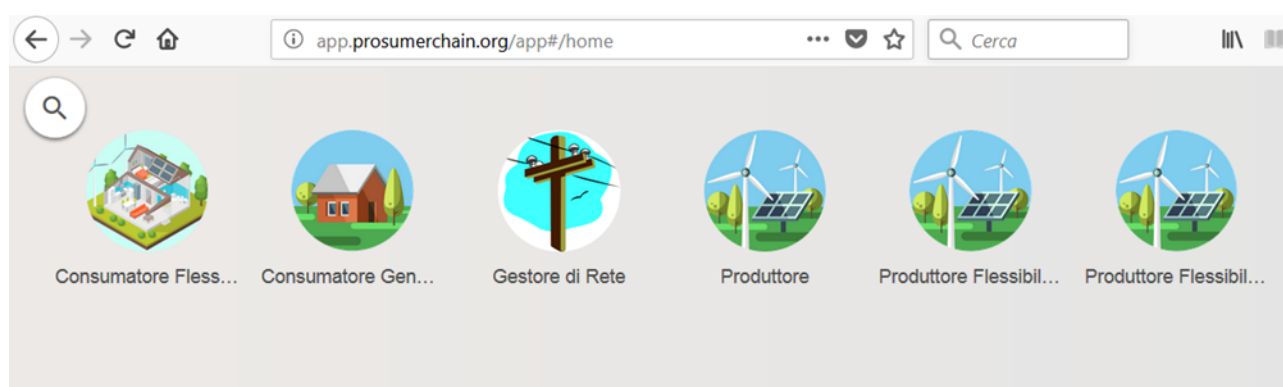 app.prosumerchain.org/app#/home
Cerca
Consumatore Fless...
Consumatore Gen...
Gestore di Rete
Produttore
Produttore Flessibil...
Produttore Flessibil...